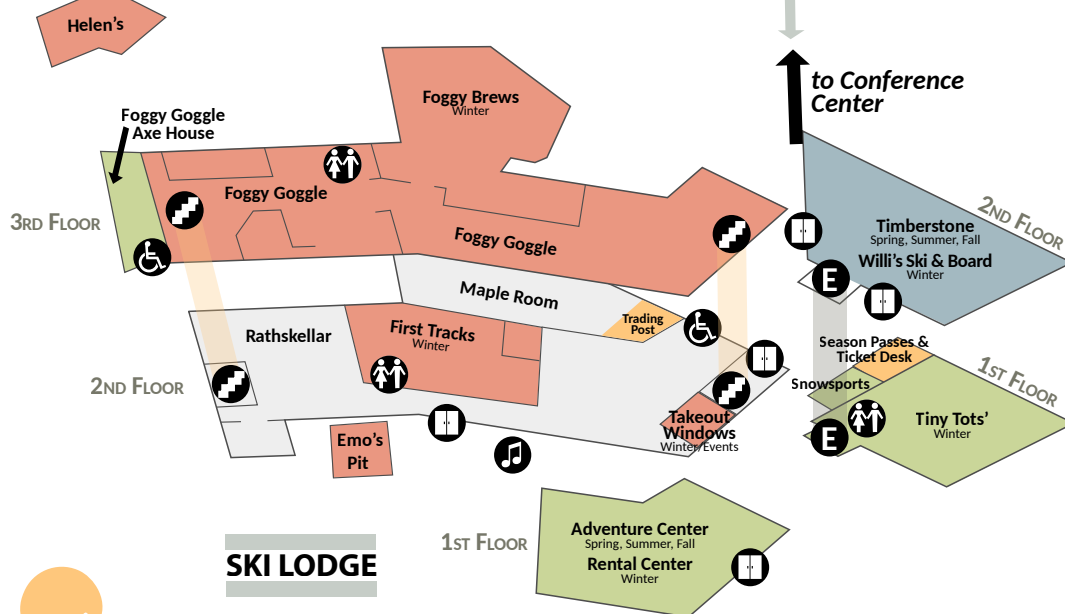 Helen's
Foggy Brews
Winter
to Conference
Center
Foggy Goggle
Axe House
3RD FLOOR
Foggy Goggle
Foggy Goggle
2ND FLOOR
Timberstone
Spring, Summer, Fall
Willi's Ski & Board
Winter
E
Maple Room
Trading
Post
Rathskellar
First Tracks
Winter
2ND FLOOR
Season Passes &
Ticket Desk
1ST FLOOR
Snowsports
Tiny Tots'
Winter
E
Takeout
Windows
Winter/Events
Emo's
Pit
1ST FLOOR
Adventure Center
Spring, Summer, Fall
Rental Center
Winter
SKI LODGE